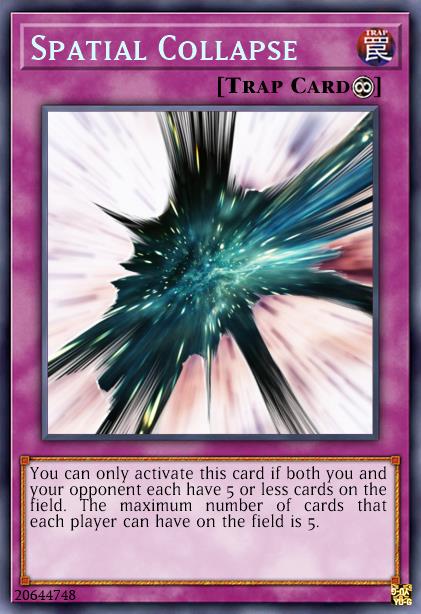 SPATIAL COLLAPSE
TRAP
罠
[TRAP CARD]
You can only activate this card if both you and
your opponent each have 5 or less cards on the
field. The maximum number of cards that
each player can have on the field is 5.
20644748